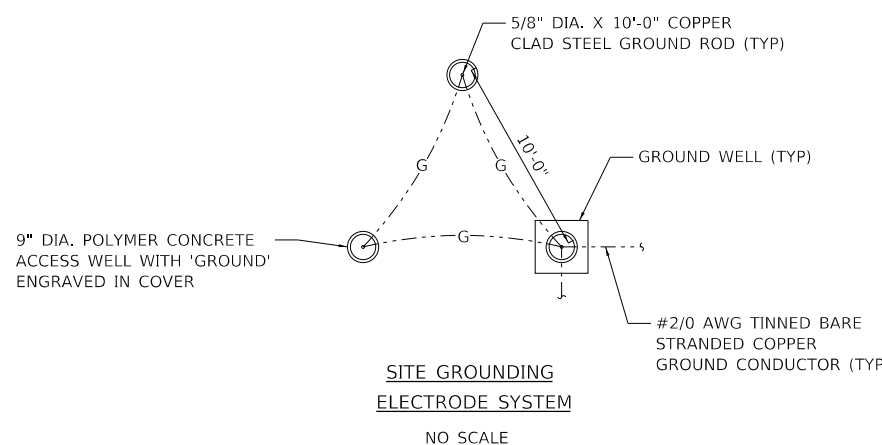 5/8" DIA. X 10'-0" COPPER
CLAD STEEL GROUND ROD (TYP)
10'-0"
G
G
GROUND WELL (TYP)
9" DIA. POLYMER CONCRETE
ACCESS WELL WITH 'GROUND'
ENGRAVED IN COVER
G
#2/0 AWG TINNED BARE
STRANDED COPPER
GROUND CONDUCTOR (TYP
SITE GROUNDING
ELECTRODE SYSTEM
NO SCALE